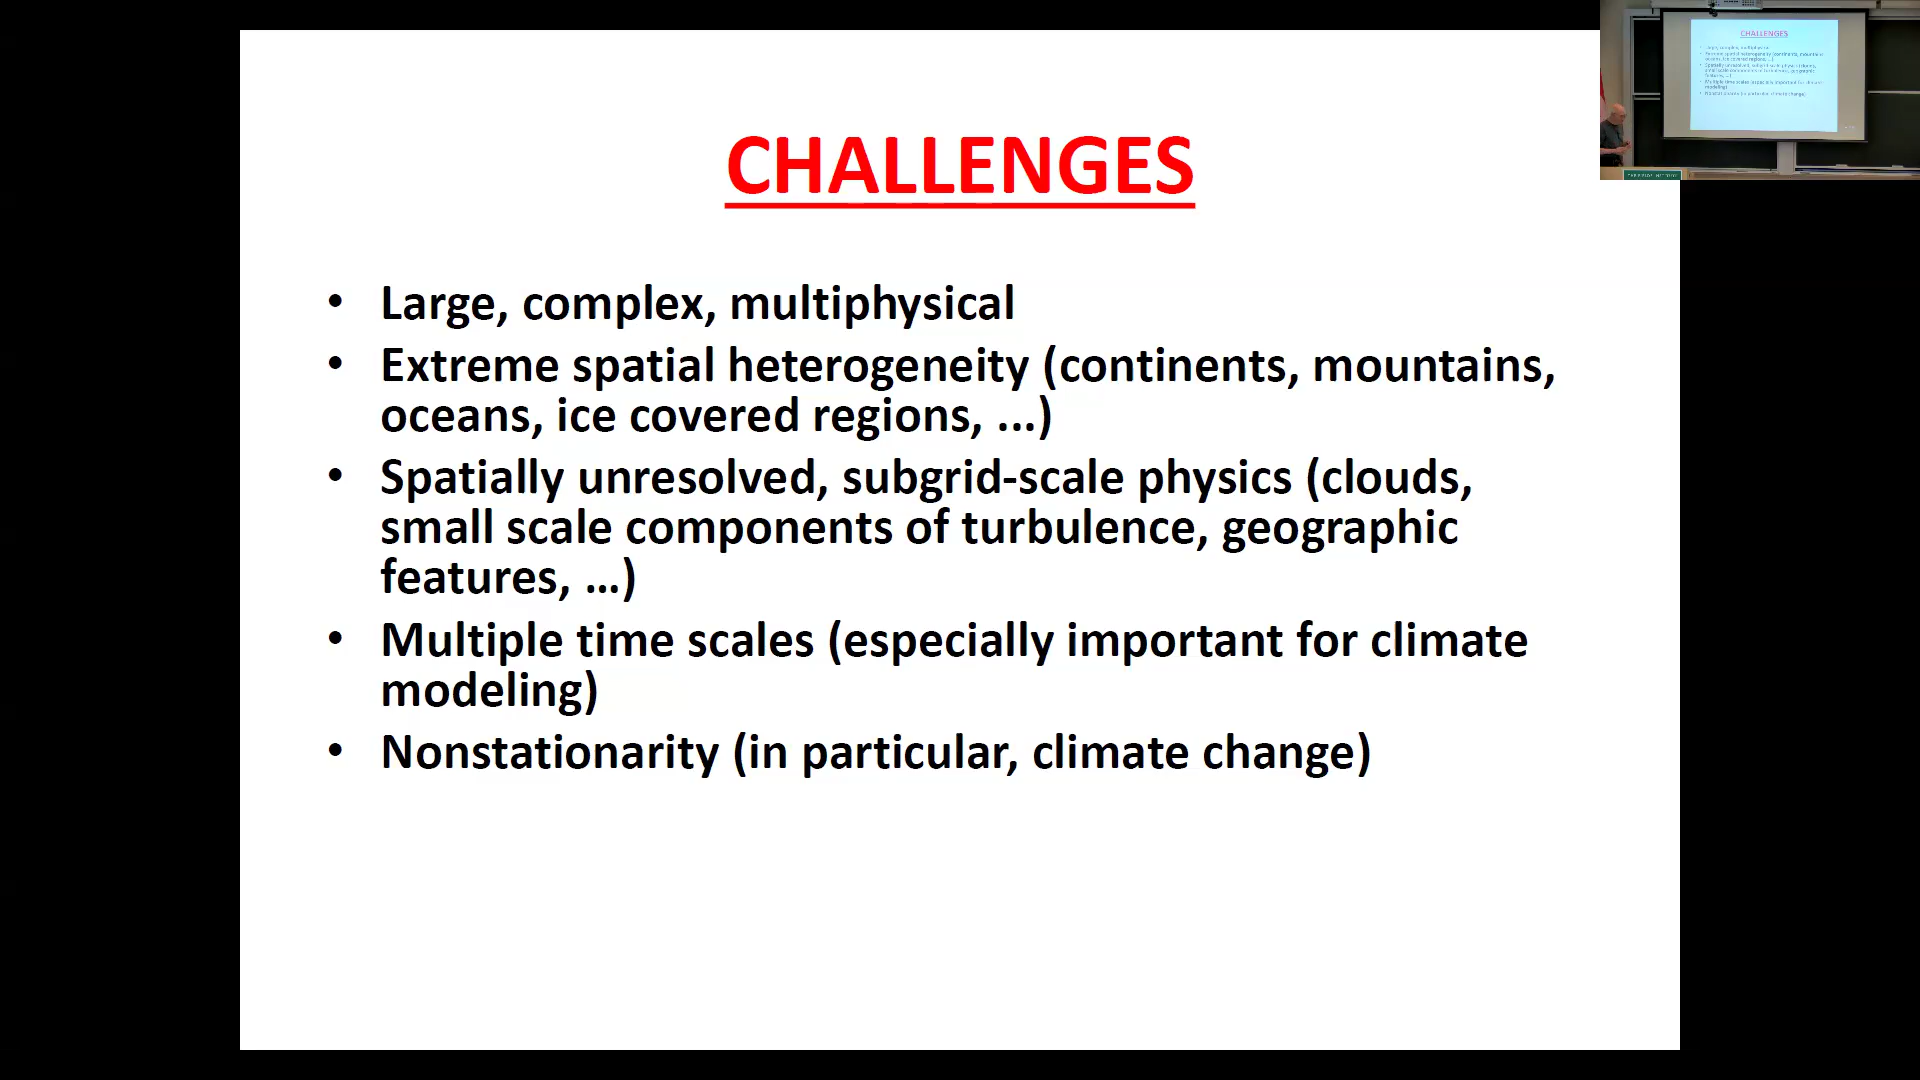 CHALLENGES
• Large, complex, multiphysical
• Extreme spatial heterogeneity (continents, mountains,
oceans, ice covered regions, ...)
• Spatially unresolved, subgrid-scale physics (clouds,
small scale components of turbulence, geographic
features, ...)
• Multiple time scales (especially important for climate
modeling)
• Nonstationarity (in particular, climate change)
CHALLENGES